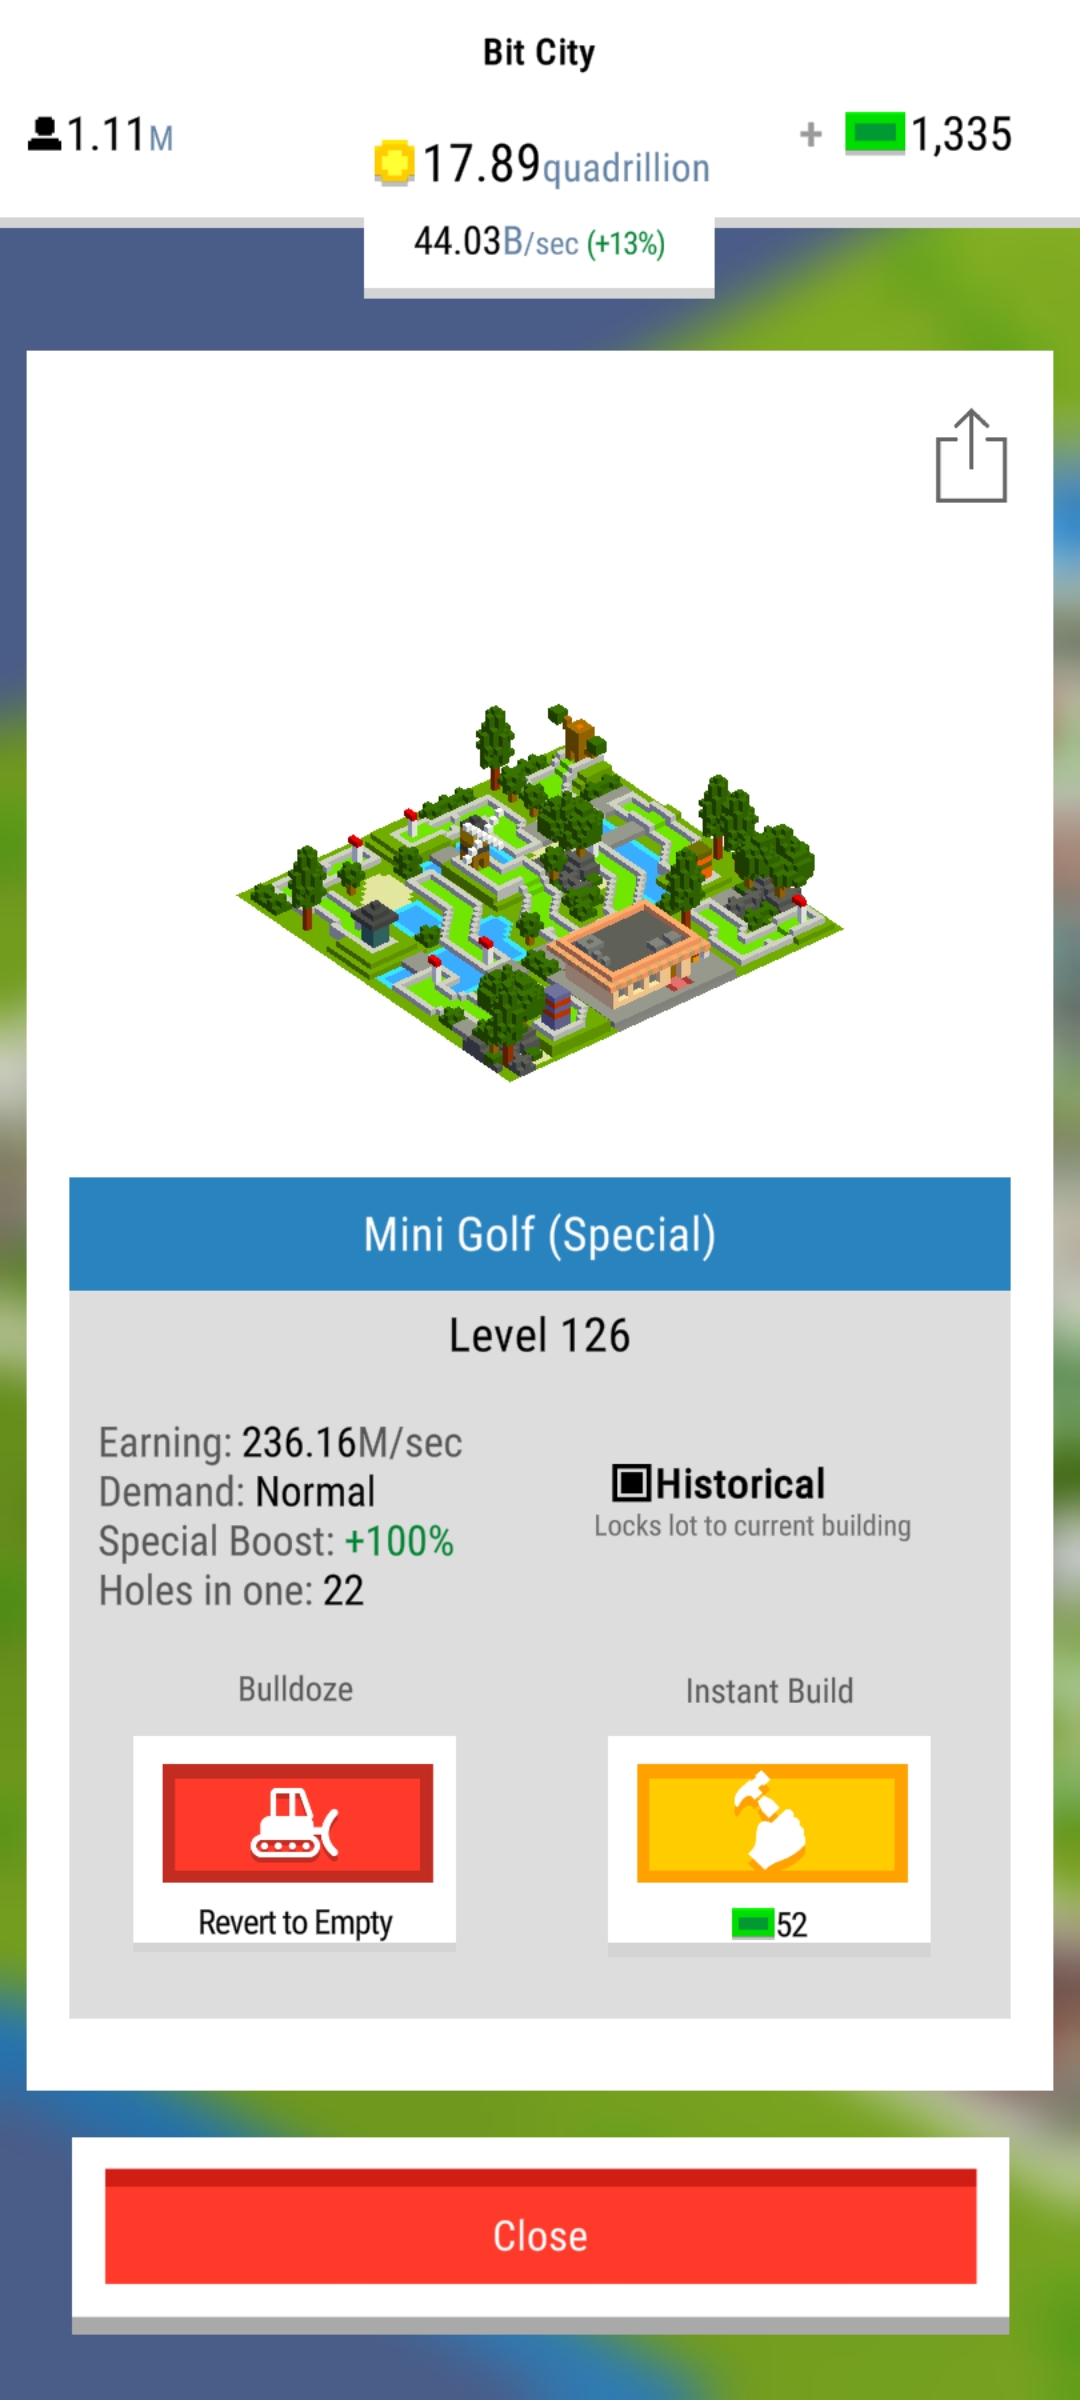 Bit City
1.11M
17.89quadrillion
+ 1,335
44.03B/sec (+13%)
Mini Golf (Special)
Level 126
Earning: 236.16M/sec
Demand: Normal
Special Boost: +100%
Holes in one: 22
Historical
Locks lot to current building
Bulldoze
Instant Build
Revert to Empty
52
Close